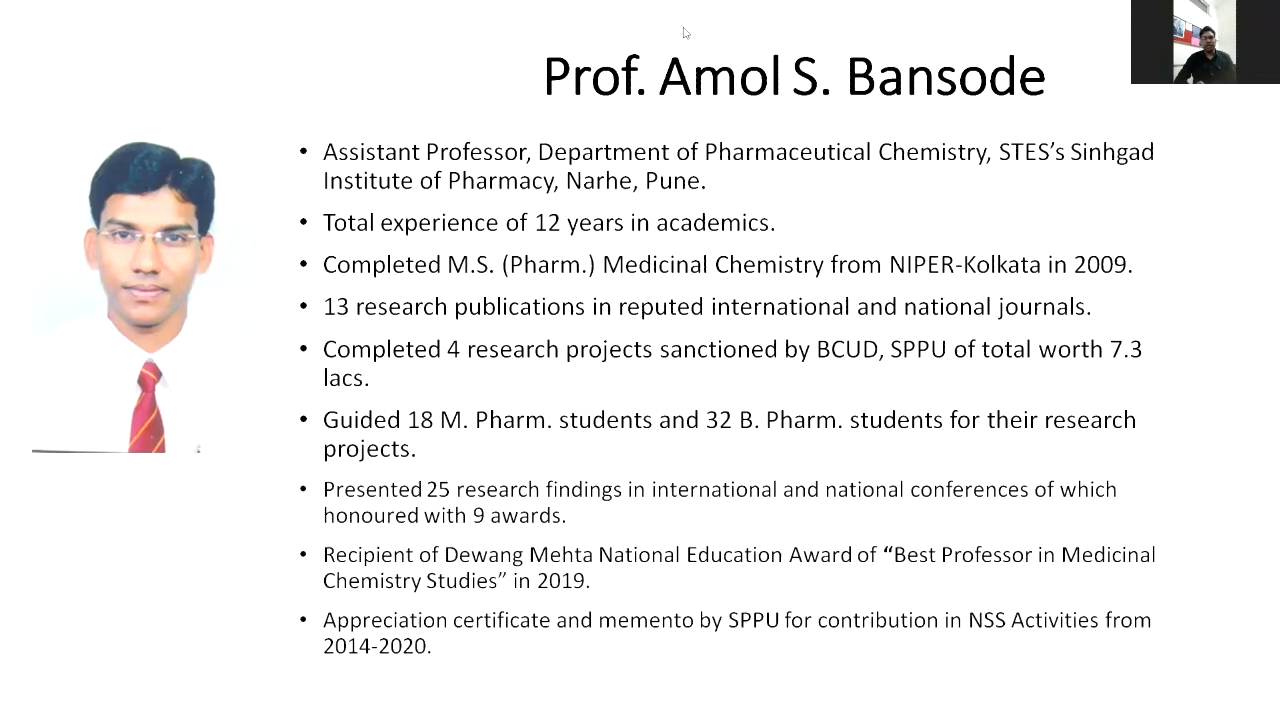 Prof. Amol S. Bansode
• Assistant Professor, Department of Pharmaceutical Chemistry, STES’s Sinhgad
Institute of Pharmacy, Narhe, Pune.
• Total experience of 12 years in academics.
• Completed M.S. (Pharm.) Medicinal Chemistry from NIPER-Kolkata in 2009.
• 13 research publications in reputed international and national journals.
• Completed 4 research projects sanctioned by BCUD, SPPU of total worth 7.3
lacs.
• Guided 18 M. Pharm. students and 32 B. Pharm. students for their research
projects.
• Presented 25 research findings in international and national conferences of which
honoured with 9 awards.
• Recipient of Dewang Mehta National Education Award of “Best Professor in Medicinal
Chemistry Studies” in 2019.
• Appreciation certificate and memento by SPPU for contribution in NSS Activities from
2014-2020.